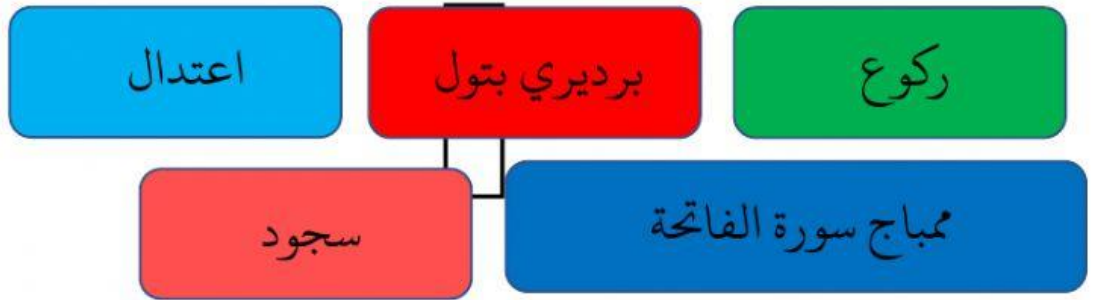 ركوع
برديري بتول
اعتدال
ممباج سورة الفاتحة
سجود